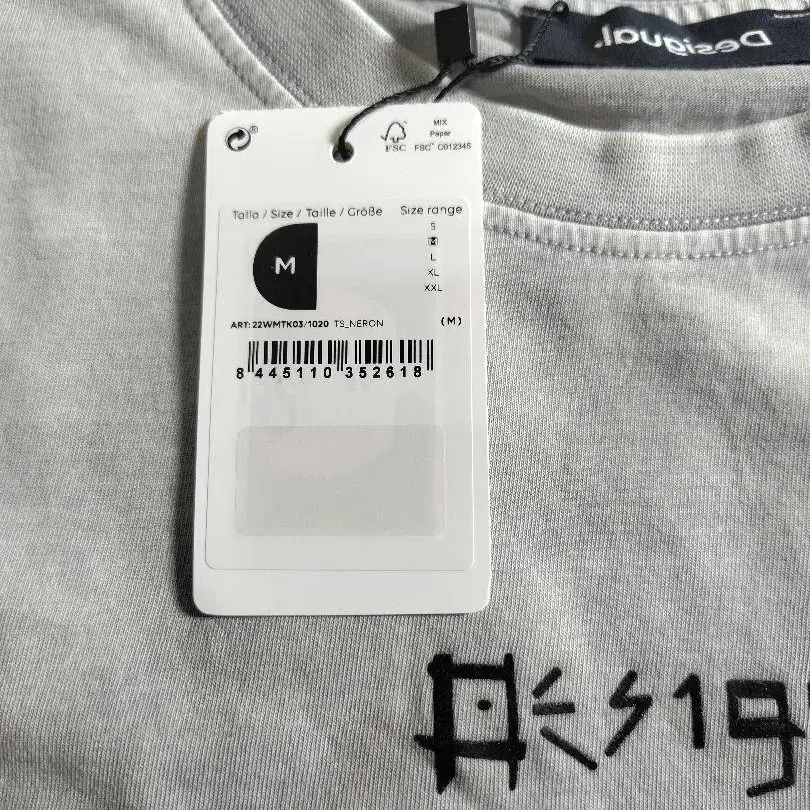 Desigual.
®
MIX
Paper
FSC FSC™ C012345
Talla / Size / Taille / Größe Size range
S
M
M
L
XL
XXL
ART: 22WMTK03/1020 TS_NERON (M)
8 445110 352618